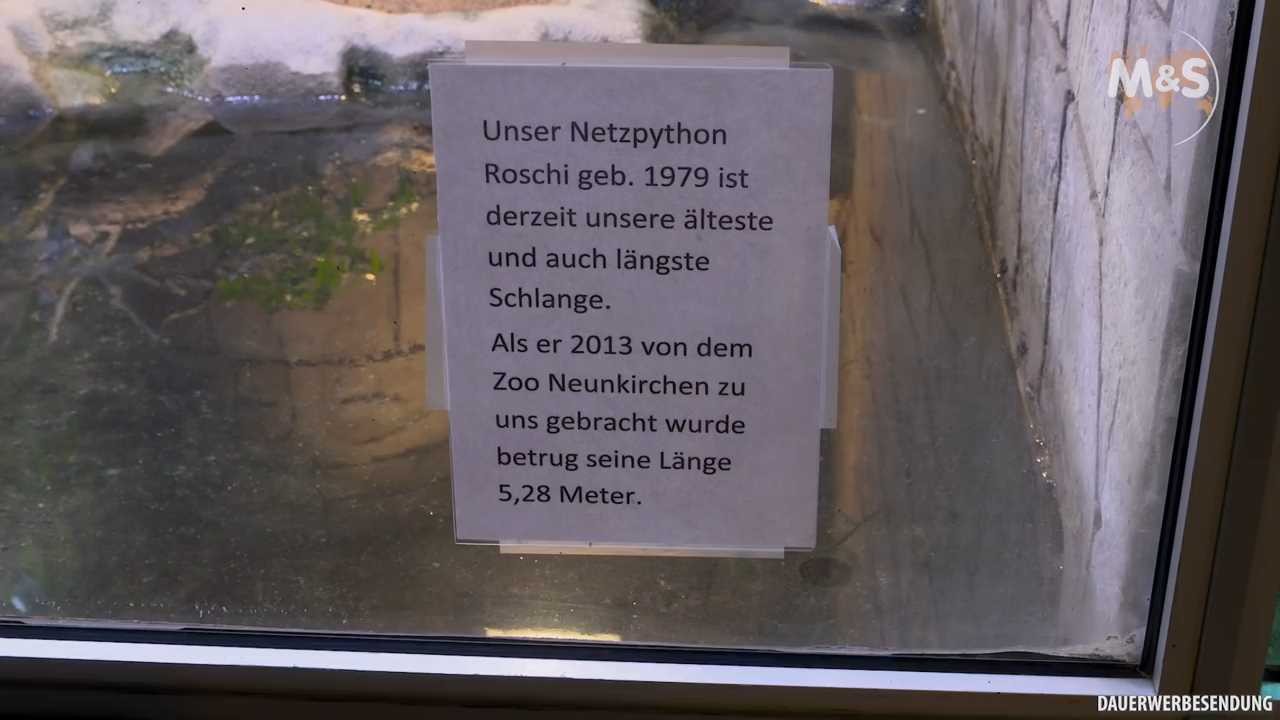 M&S
Unser Netzpython
Roschi geb. 1979 ist
derzeit unsere älteste
und auch längste
Schlange.
Als er 2013 von dem
Zoo Neunkirchen zu
uns gebracht wurde
betrug seine Länge
5,28 Meter.
DAUERWERBESENDUNG